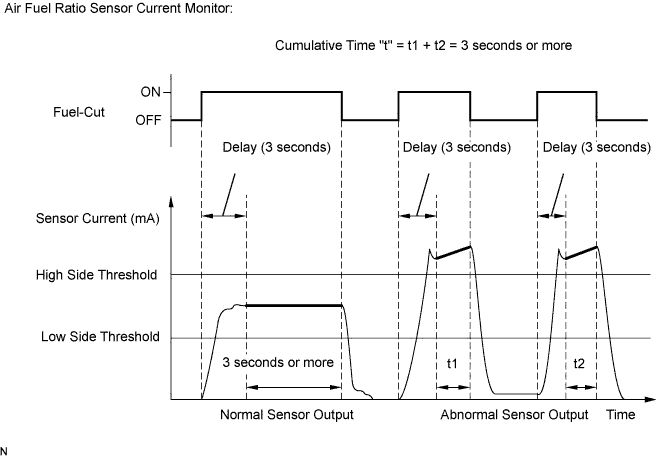 Air Fuel Ratio Sensor Current Monitor:
Cumulative Time "t" = t1 + t2 = 3 seconds or more
ON
Fuel-Cut
OFF
Delay (3 seconds) Delay (3 seconds) Delay (3 seconds)
Sensor Current (mA)
High Side Threshold
Low Side Threshold
3 seconds or more t1 t2
Normal Sensor Output Abnormal Sensor Output Time
N